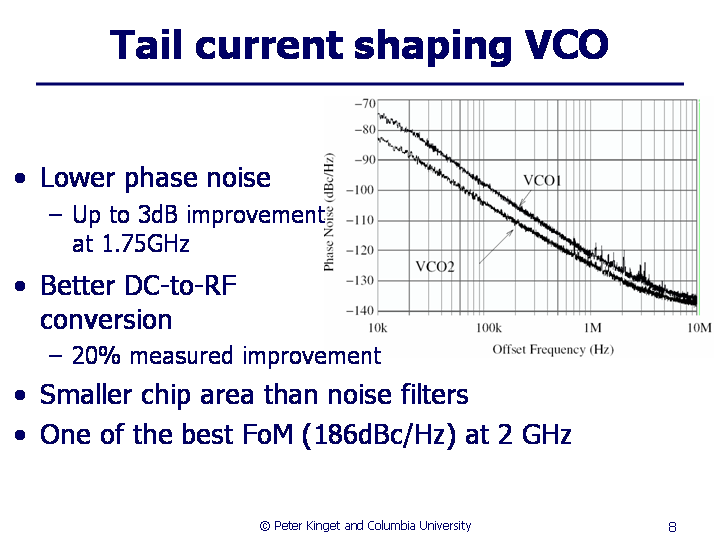 Tail current shaping VCO
• Lower phase noise
– Up to 3dB improvement
at 1.75GHz
• Better DC-to-RF
conversion
– 20% measured improvement
• Smaller chip area than noise filters
• One of the best FoM (186dBc/Hz) at 2 GHz
Phase Noise (dBc/Hz)
−70
−80
−90
−100
−110
−120
−130
−140
VCO1
VCO2
10k 100k 1M 10M
Offset Frequency (Hz)
© Peter Kinget and Columbia University
8